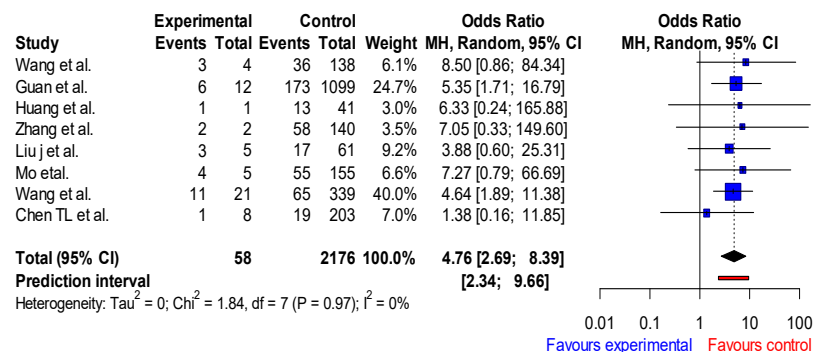 Experimental Control Odds Ratio Odds Ratio
Study Events Total Events Total Weight MH, Random, 95% CI MH, Random, 95% CI
Wang et al. 3 4 36 138 6.1% 8.50 [0.86; 84.34]
Guan et al. 6 12 173 1099 24.7% 5.35 [1.71; 16.79]
Huang et al. 1 1 13 41 3.0% 6.33 [0.24; 165.88]
Zhang et al. 2 2 58 140 3.5% 7.05 [0.33; 149.60]
Liu j et al. 3 5 17 61 9.2% 3.88 [0.60; 25.31]
Mo etal. 4 5 55 155 6.6% 7.27 [0.79; 66.69]
Wang et al. 11 21 65 339 40.0% 4.64 [1.89; 11.38]
Chen TL et al. 1 8 19 203 7.0% 1.38 [0.16; 11.85]
Total (95% CI) 58 2176 100.0% 4.76 [2.69; 8.39]
Prediction interval [2.34; 9.66]
Heterogeneity: Tau² = 0; Chi² = 1.84, df = 7 (P = 0.97); I² = 0%
0.01 0.1 1 10 100
Favours experimental Favours control